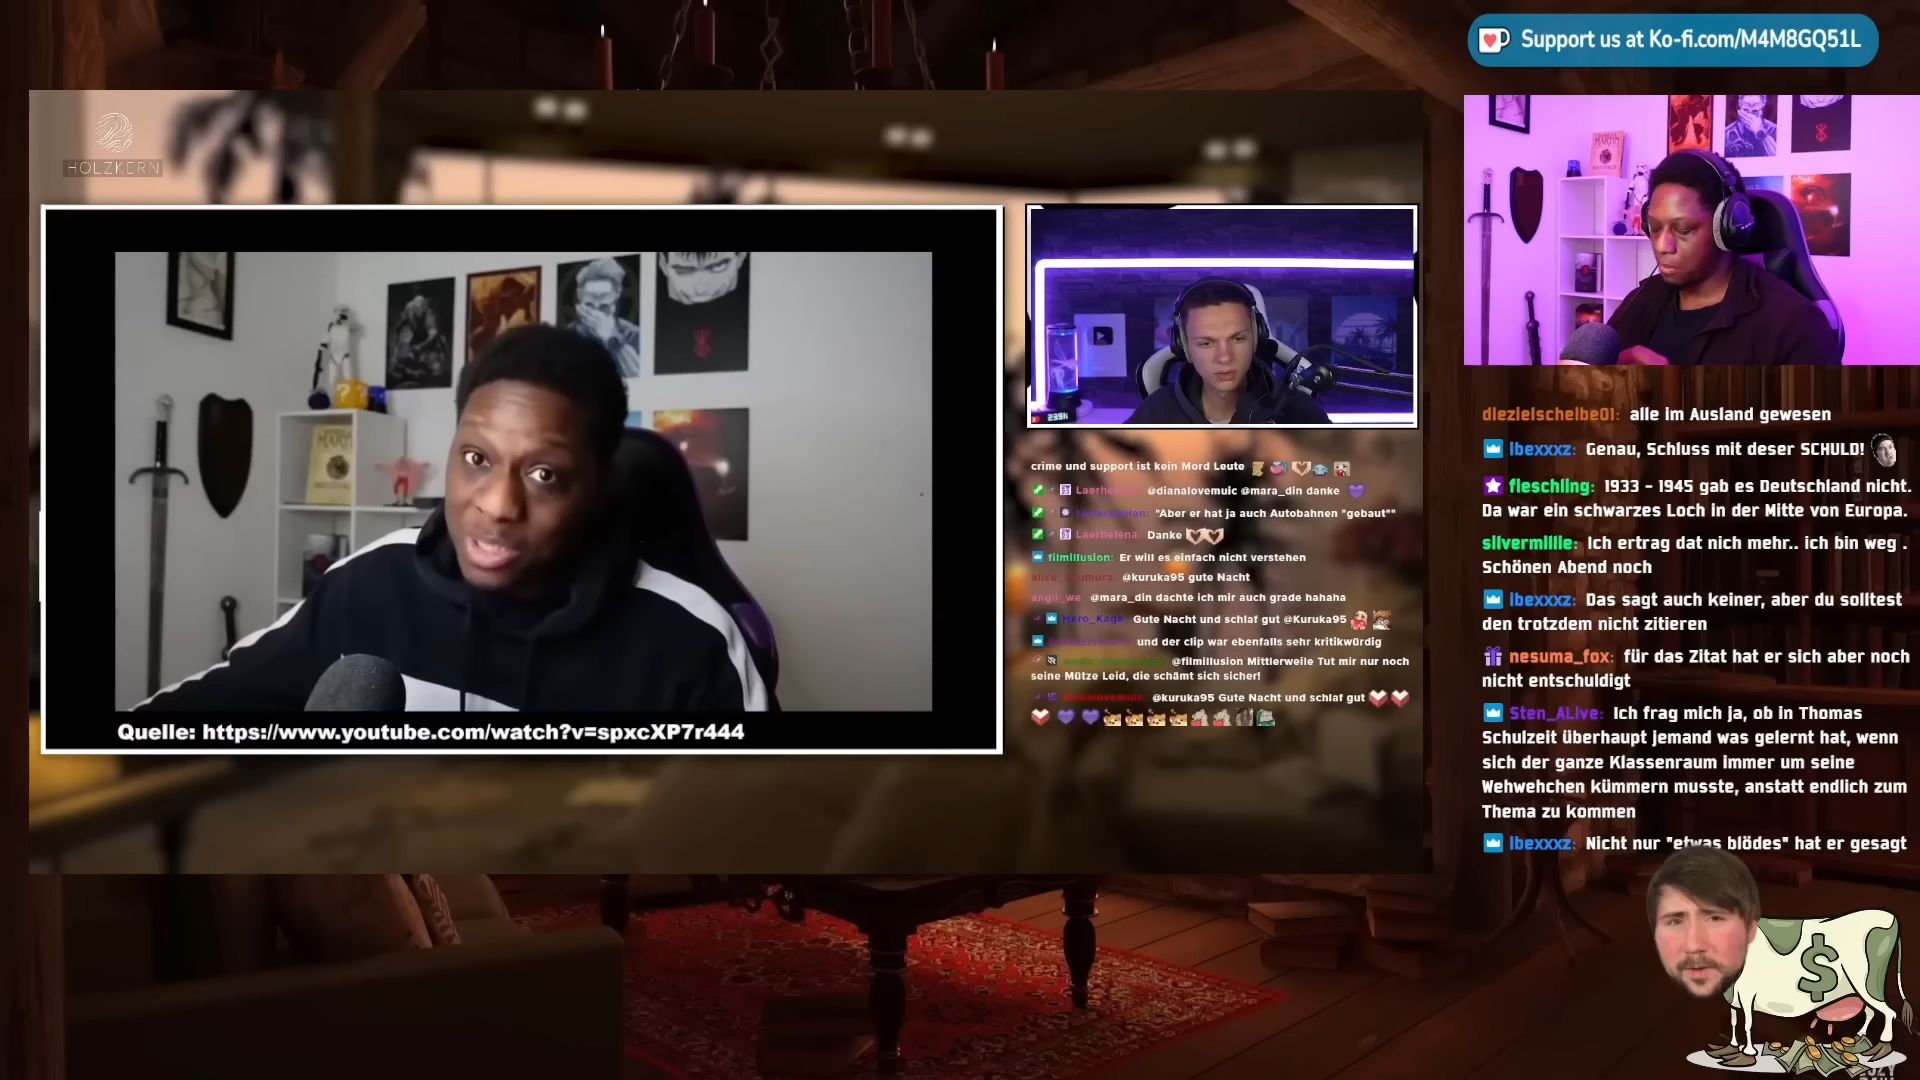 Support us at Ko-fi.com/M4M8GQ51L
HOLZKERN
MARTIN
239k
Quelle: https://www.youtube.com/watch?v=spxcXP7r444
crime und support ist kein Mord Leute
@dianalovemuic @mara_din danke
"Aber er hat ja auch Autobahnen "gebaut""
Laerhelena Danke
filmillusion: Er will es einfach nicht verstehen
@kuruka95 gute Nacht
angii_we @mara_din dachte ich mir auch grade hahaha
Hero_Kage: Gute Nacht und schlaf gut @Kuruka95
und der clip war ebenfalls sehr kritikwürdig
@filmillusion Mittlerweile Tut mir nur noch
seine Mütze Leid, die schämt sich sicher!
@kuruka95 Gute Nacht und schlaf gut
diezielscheibe01: alle im Ausland gewesen
ibexxxz: Genau, Schluss mit deser SCHULD!
fleschling: 1933 - 1945 gab es Deutschland nicht.
Da war ein schwarzes Loch in der Mitte von Europa.
silvermillie: Ich ertrag dat nich mehr.. ich bin weg .
Schönen Abend noch
ibexxxz: Das sagt auch keiner, aber du solltest
den trotzdem nicht zitieren
nesuma_fox: für das Zitat hat er sich aber noch
nicht entschuldigt
Sten_ALive: Ich frag mich ja, ob in Thomas
Schulzeit überhaupt jemand was gelernt hat, wenn
sich der ganze Klassenraum immer um seine
Wehwehchen kümmern musste, anstatt endlich zum
Thema zu kommen
ibexxxz: Nicht nur "etwas blödes" hat er gesagt
$